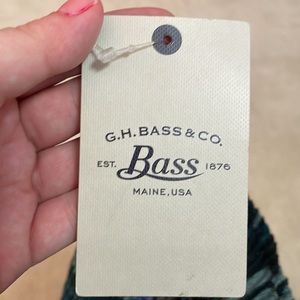 G.H.BASS & CO.
EST. Bass 1876
MAINE, USA